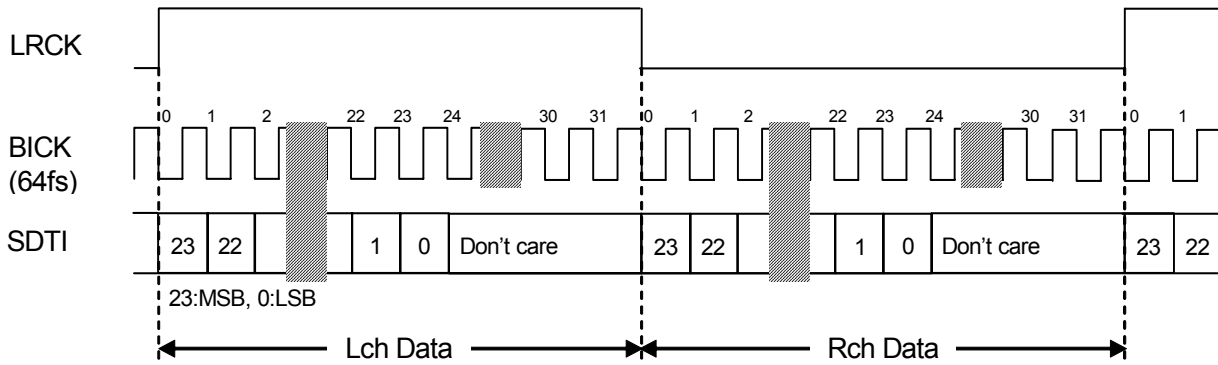 LRCK
0 1 2 22 23 24 30 31 0 1 2 22 23 24 30 31 0 1
BICK
(64fs)
SDTI 23 22 1 0 Don't care 23 22 1 0 Don't care 23 22
23:MSB, 0:LSB
Lch Data Rch Data